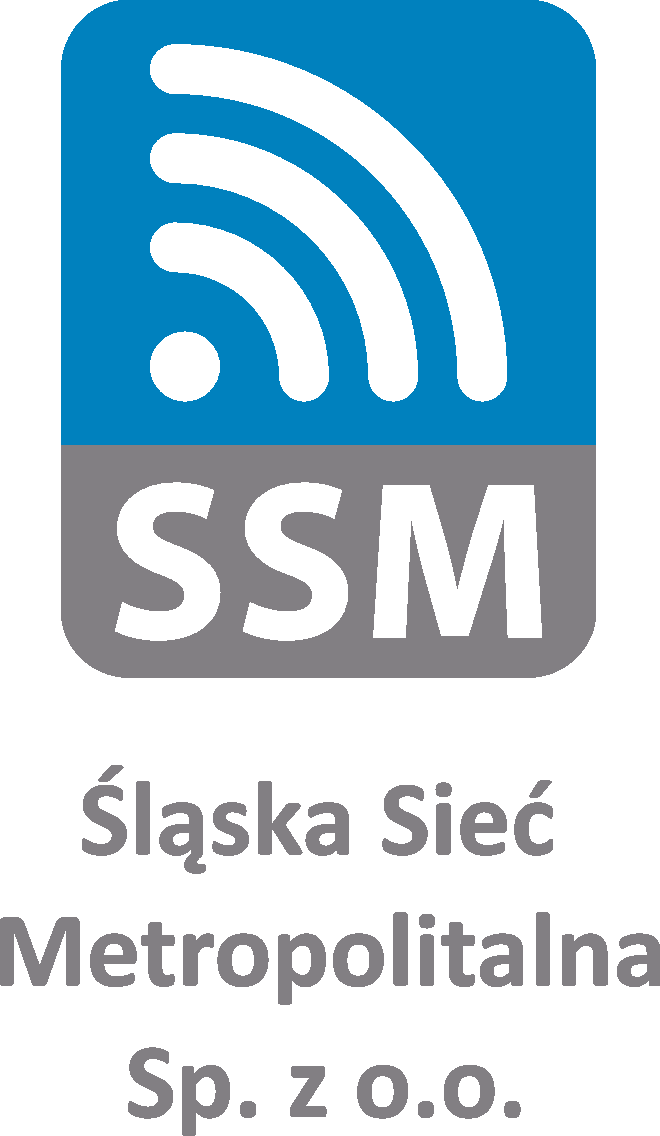 SSM
Śląska Sieć
Metropolitalna
Sp. z o.o.